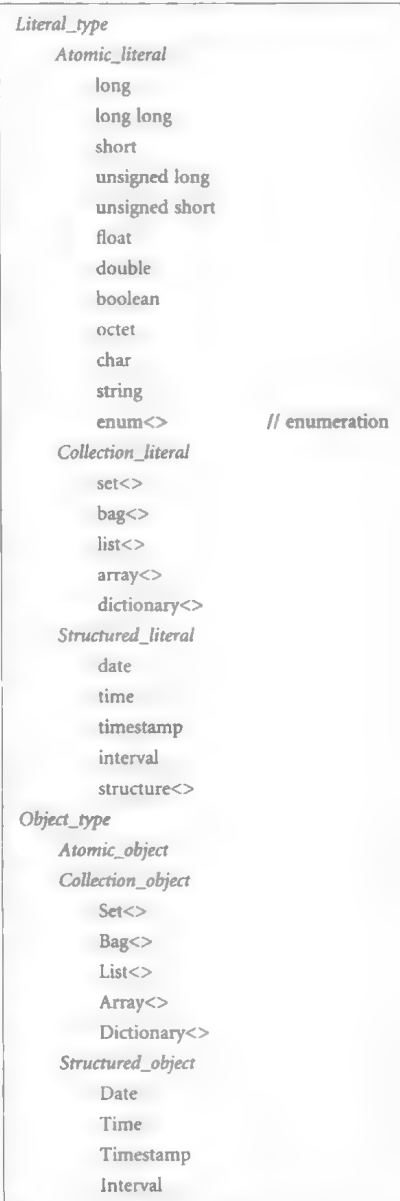 Literal_type
Atomic_literal
long
long long
short
unsigned long
unsigned short
float
double
boolean
octet
char
string
enum<> // enumeration
Collection_literal
set<>
bag<>
list<>
array<>
dictionary<>
Structured_literal
date
time
timestamp
interval
structure<>
Object_type
Atomic_object
Collection_object
Set<>
Bag<>
List<>
Array<>
Dictionary<>
Structured_object
Date
Time
Timestamp
Interval